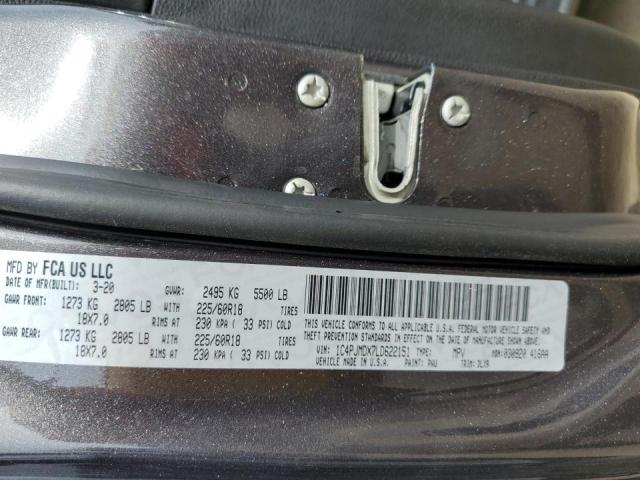 MFD BY FCA US LLC
DATE OF MFR(BUILT): 3-20 GVWR: 2495 KG 5500 LB
GAWR FRONT: 1273 KG 2805 LB WITH 225/60R18 TIRES
18X7.0 RIMS AT 230 KPA ( 33 PSI) COLD
GAWR REAR: 1273 KG 2805 LB WITH 225/60R18 TIRES
18X7.0 RIMS AT 230 KPA ( 33 PSI) COLD
THIS VEHICLE CONFORMS TO ALL APPLICABLE U.S.A. FEDERAL MOTOR VEHICLE SAFETY AND
THEFT PREVENTION STANDARDS IN EFFECT ON THE DATE OF MANUFACTURE SHOWN ABOVE
VIN: 1C4PJMDX7LD622151 MPV MDH: 030920 416AA
VEHICLE MADE IN U.S.A. PAINT: PAU TRIM: DLX9